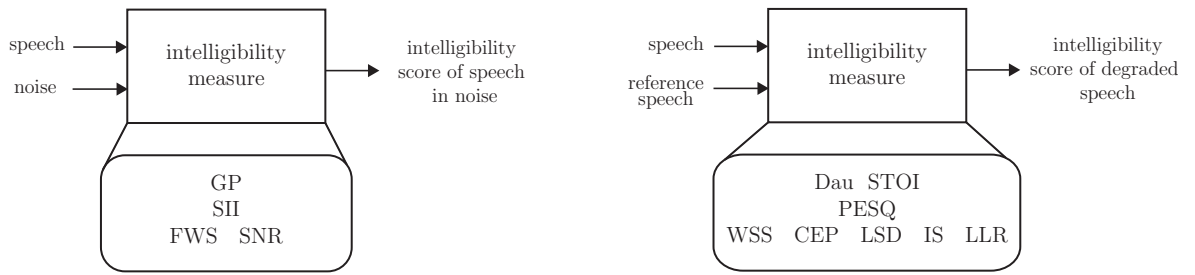 speech
noise
intelligibility
measure
intelligibility
score of speech
in noise
GP
SII
FWS SNR
speech
reference
speech
intelligibility
measure
intelligibility
score of degraded
speech
Dau STOI
PESQ
WSS CEP LSD IS LLR